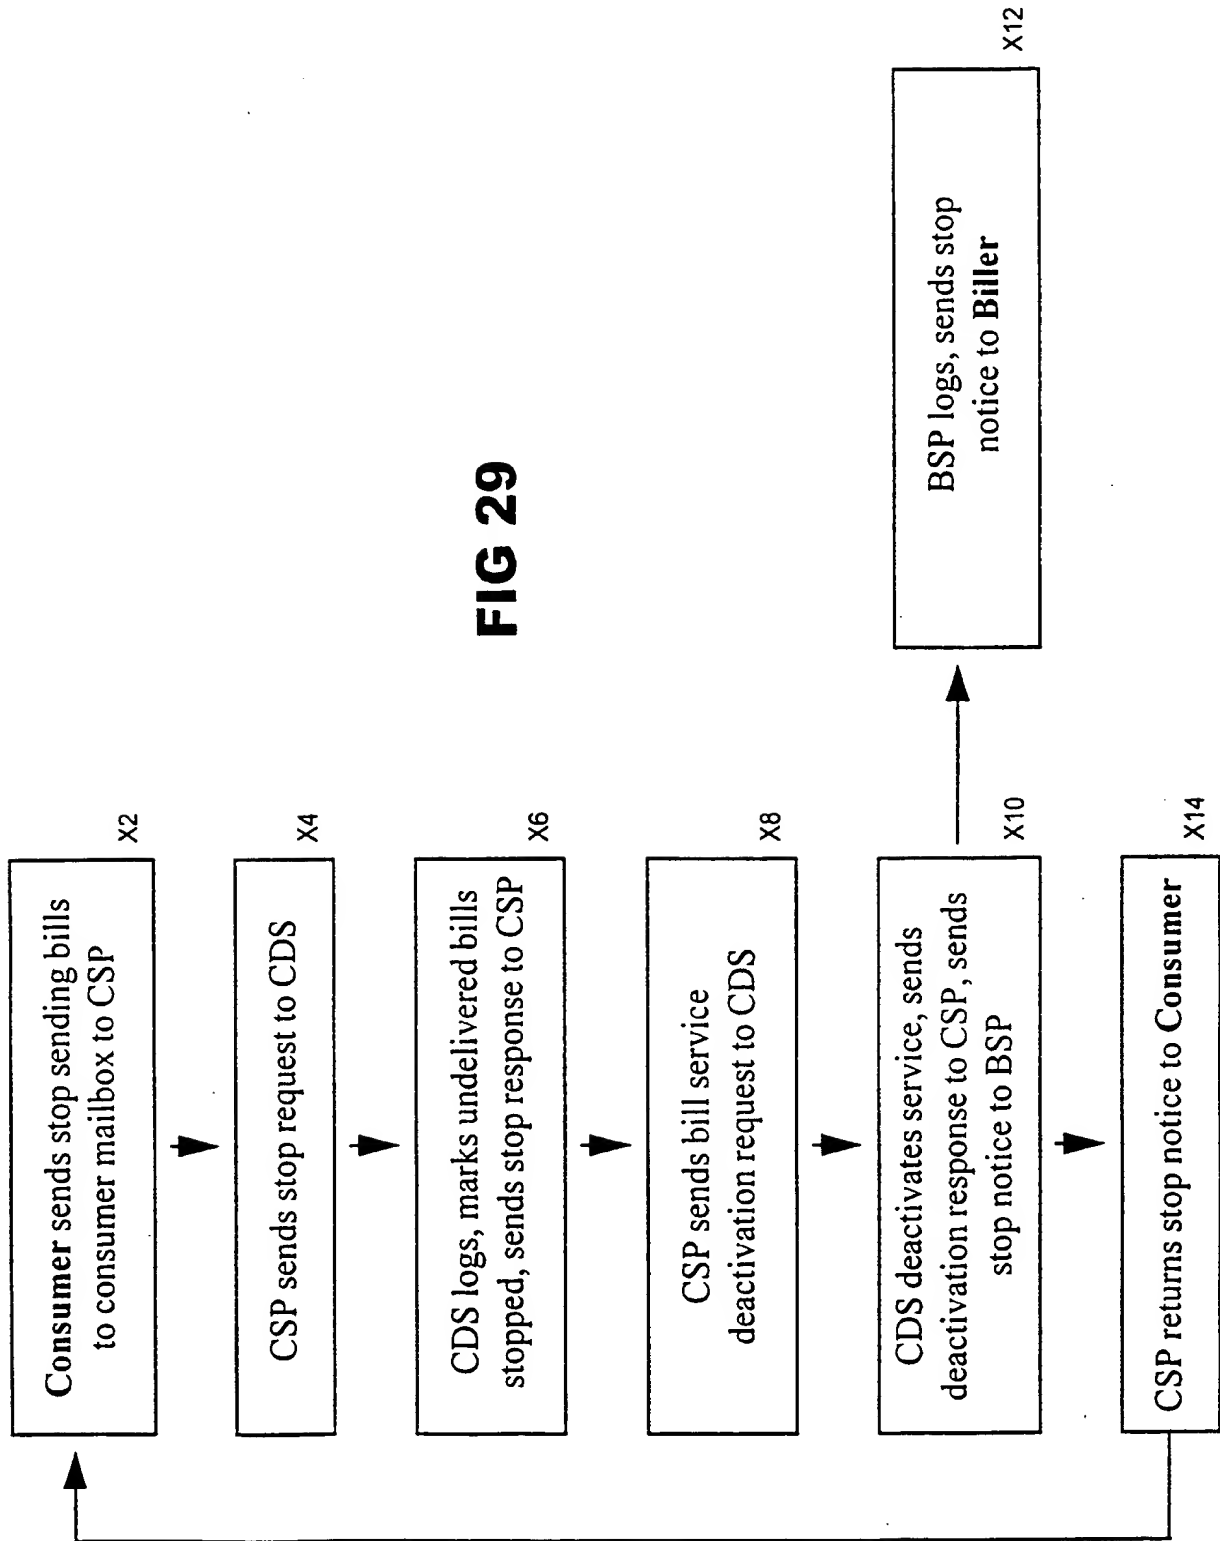 Consumer sends stop sending bills
to consumer mailbox to CSP
X2
CSP sends stop request to CDS
X4
CDS logs, marks undelivered bills
stopped, sends stop response to CSP
X6
CSP sends bill service
deactivation request to CDS
X8
CDS deactivates service, sends
deactivation response to CSP, sends
stop notice to BSP
X10
BSP logs, sends stop
notice to Biller
X12
CSP returns stop notice to Consumer
X14
FIG 29